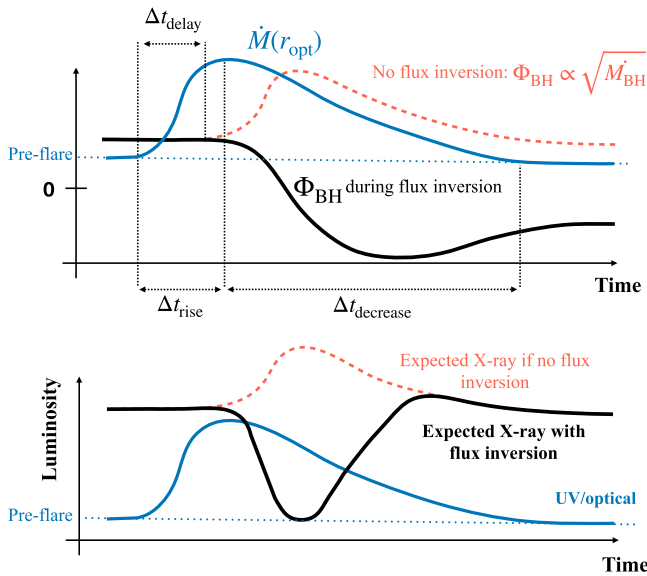 Δt_delay
Ṁ(r_opt)
No flux inversion: Φ_BH ∝ √Ṁ_BH
Pre-flare
0
Φ_BH during flux inversion
Time
Δt_rise
Δt_decrease
Luminosity
Expected X-ray if no flux
inversion
Expected X-ray with
flux inversion
UV/optical
Pre-flare
Time